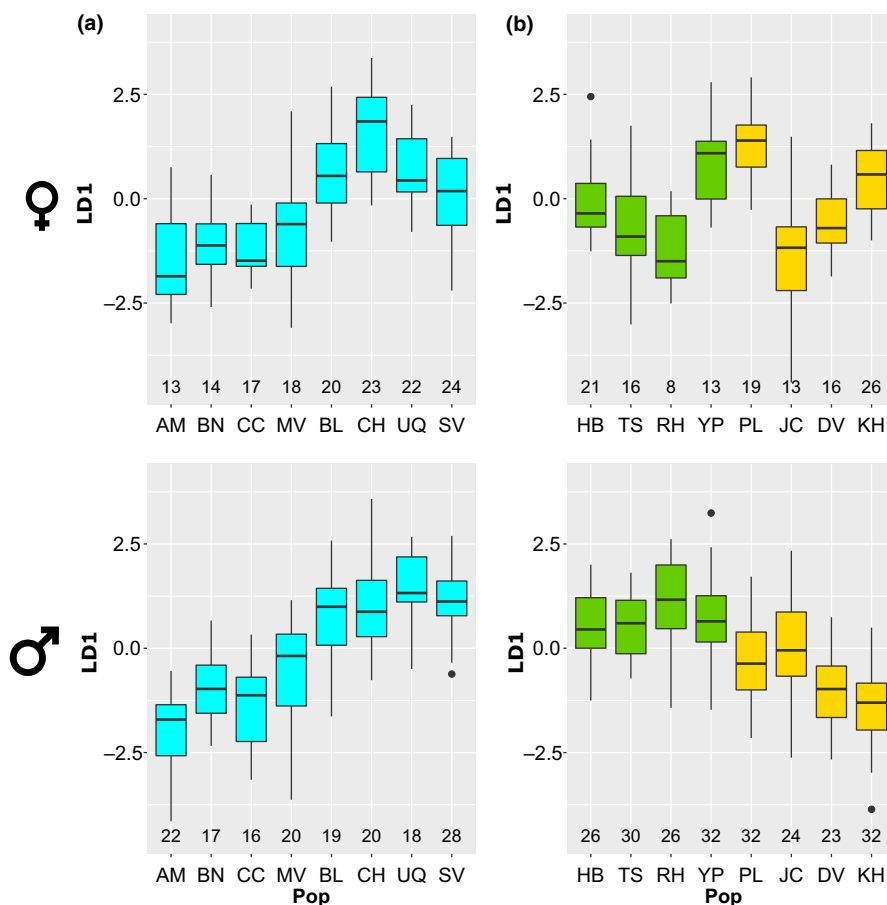 (a)
(b)
LD1
2.5
0.0
−2.5
13 14 17 18 20 23 22 24
AM BN CC MV BL CH UQ SV
LD1
2.5
0.0
−2.5
21 16 8 13 19 13 16 26
HB TS RH YP PL JC DV KH
LD1
2.5
0.0
−2.5
22 17 16 20 19 20 18 28
AM BN CC MV BL CH UQ SV
Pop
LD1
2.5
0.0
−2.5
26 30 26 32 32 24 23 32
HB TS RH YP PL JC DV KH
Pop